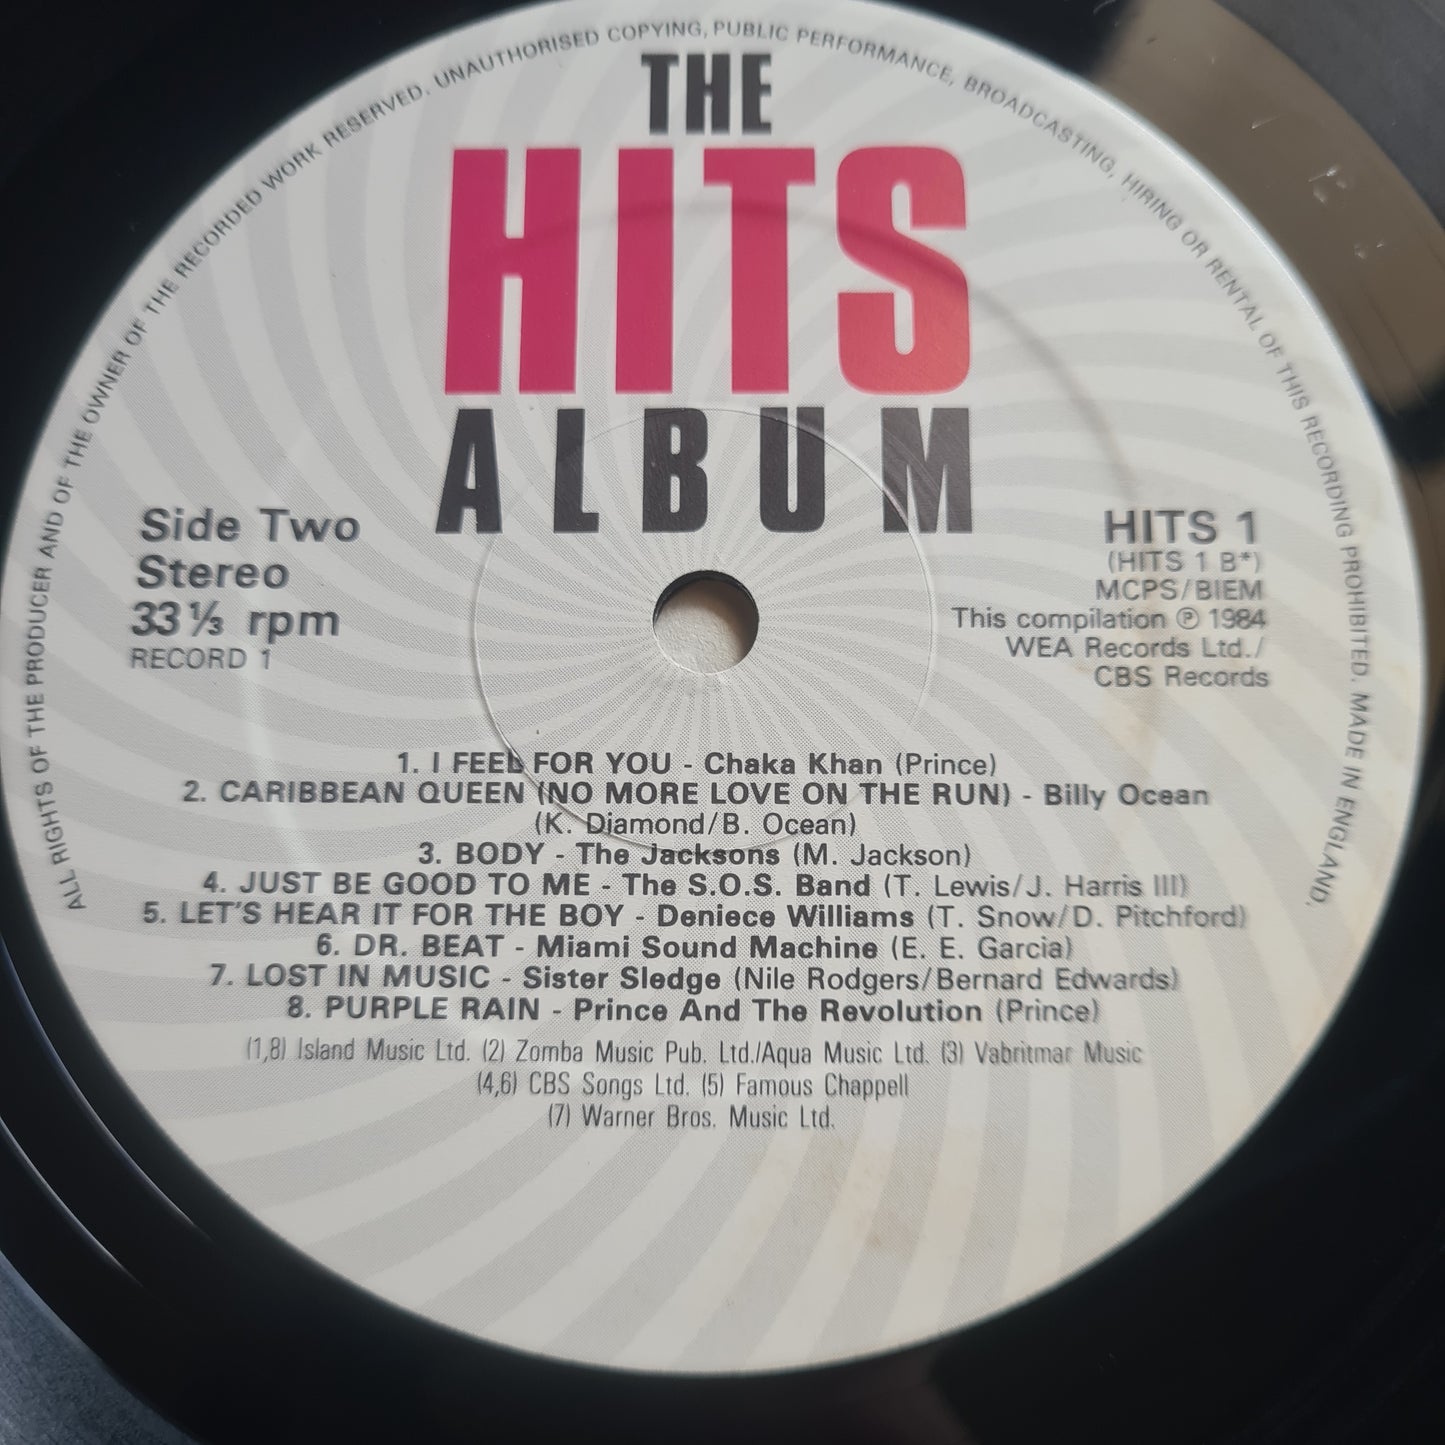 ALL RIGHTS OF THE PRODUCER AND OF THE OWNER OF THE RECORDED WORK RESERVED. UNAUTHORISED COPYING, PUBLIC PERFORMANCE, BROADCASTING, HIRING OR RENTAL OF THIS RECORDING PROHIBITED. MADE IN ENGLAND.
THE
HITS
ALBUM
Side Two
Stereo
33⅓ rpm
RECORD 1
HITS 1
(HITS 1 B*)
MCPS/BIEM
This compilation ℗ 1984
WEA Records Ltd./
CBS Records
1. I FEEL FOR YOU - Chaka Khan (Prince)
2. CARIBBEAN QUEEN (NO MORE LOVE ON THE RUN) - Billy Ocean
(K. Diamond/B. Ocean)
3. BODY - The Jacksons (M. Jackson)
4. JUST BE GOOD TO ME - The S.O.S. Band (T. Lewis/J. Harris III)
5. LET'S HEAR IT FOR THE BOY - Deniece Williams (T. Snow/D. Pitchford)
6. DR. BEAT - Miami Sound Machine (E. E. Garcia)
7. LOST IN MUSIC - Sister Sledge (Nile Rodgers/Bernard Edwards)
8. PURPLE RAIN - Prince And The Revolution (Prince)
(1,8) Island Music Ltd. (2) Zomba Music Pub. Ltd./Aqua Music Ltd. (3) Vabritmar Music
(4,6) CBS Songs Ltd. (5) Famous Chappell
(7) Warner Bros. Music Ltd.